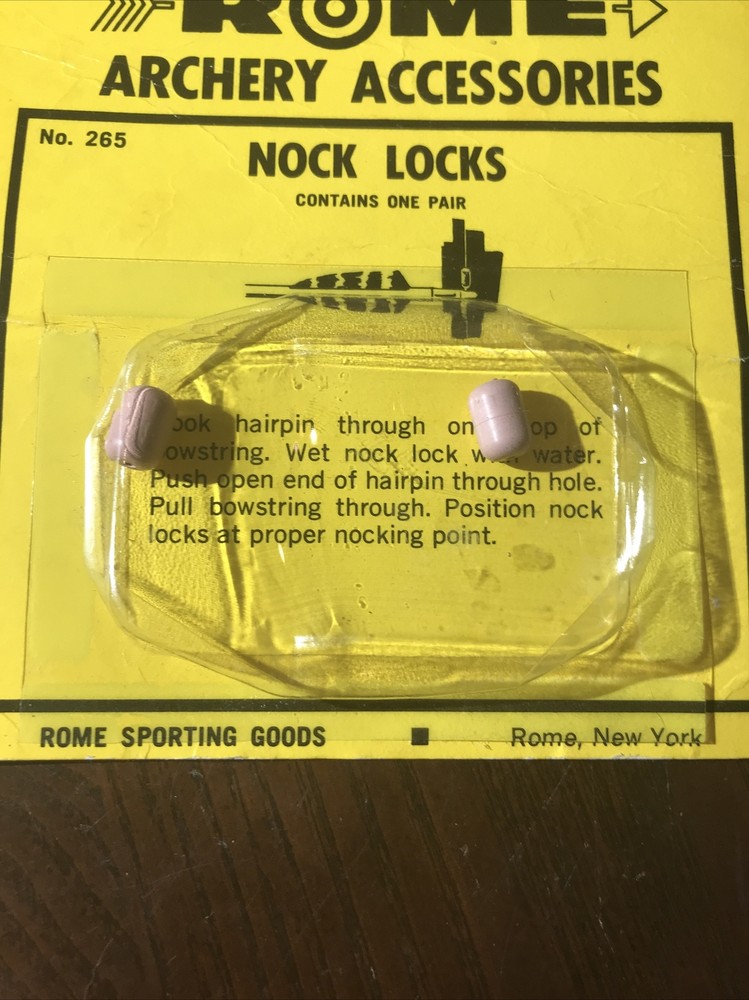 ROME
ARCHERY ACCESSORIES
No. 265
NOCK LOCKS
CONTAINS ONE PAIR
hairpin through of
Wet nock lock water.
Push open end of hairpin through hole.
Pull bowstring through. Position nock
locks at proper nocking point.
ROME SPORTING GOODS ■ Rome, New York